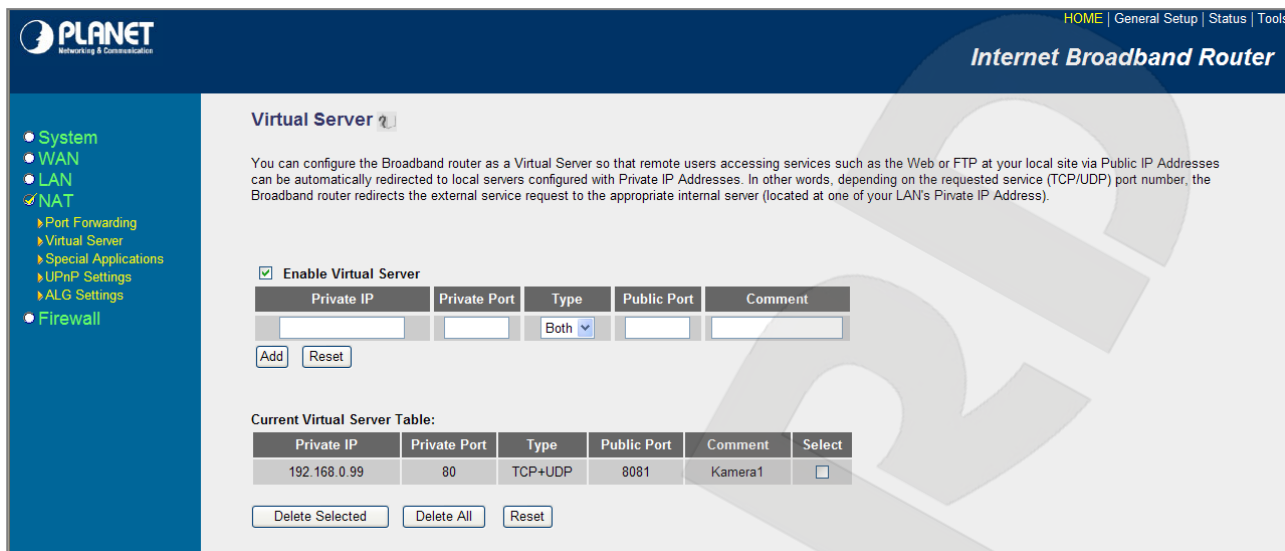 PLANET
Networking & Communication
HOME | General Setup | Status | Tools
Internet Broadband Router
System
WAN
LAN
NAT
Port Forwarding
Virtual Server
Special Applications
UPnP Settings
ALG Settings
Firewall
Virtual Server
You can configure the Broadband router as a Virtual Server so that remote users accessing services such as the Web or FTP at your local site via Public IP Addresses
can be automatically redirected to local servers configured with Private IP Addresses. In other words, depending on the requested service (TCP/UDP) port number, the
Broadband router redirects the external service request to the appropriate internal server (located at one of your LAN's Pivate IP Address).
Enable Virtual Server
Private IP Private Port Type Public Port Comment
Both
Add Reset
Current Virtual Server Table:
Private IP Private Port Type Public Port Comment Select
192.168.0.99 80 TCP+UDP 8081 Kamera1
Delete Selected Delete All Reset